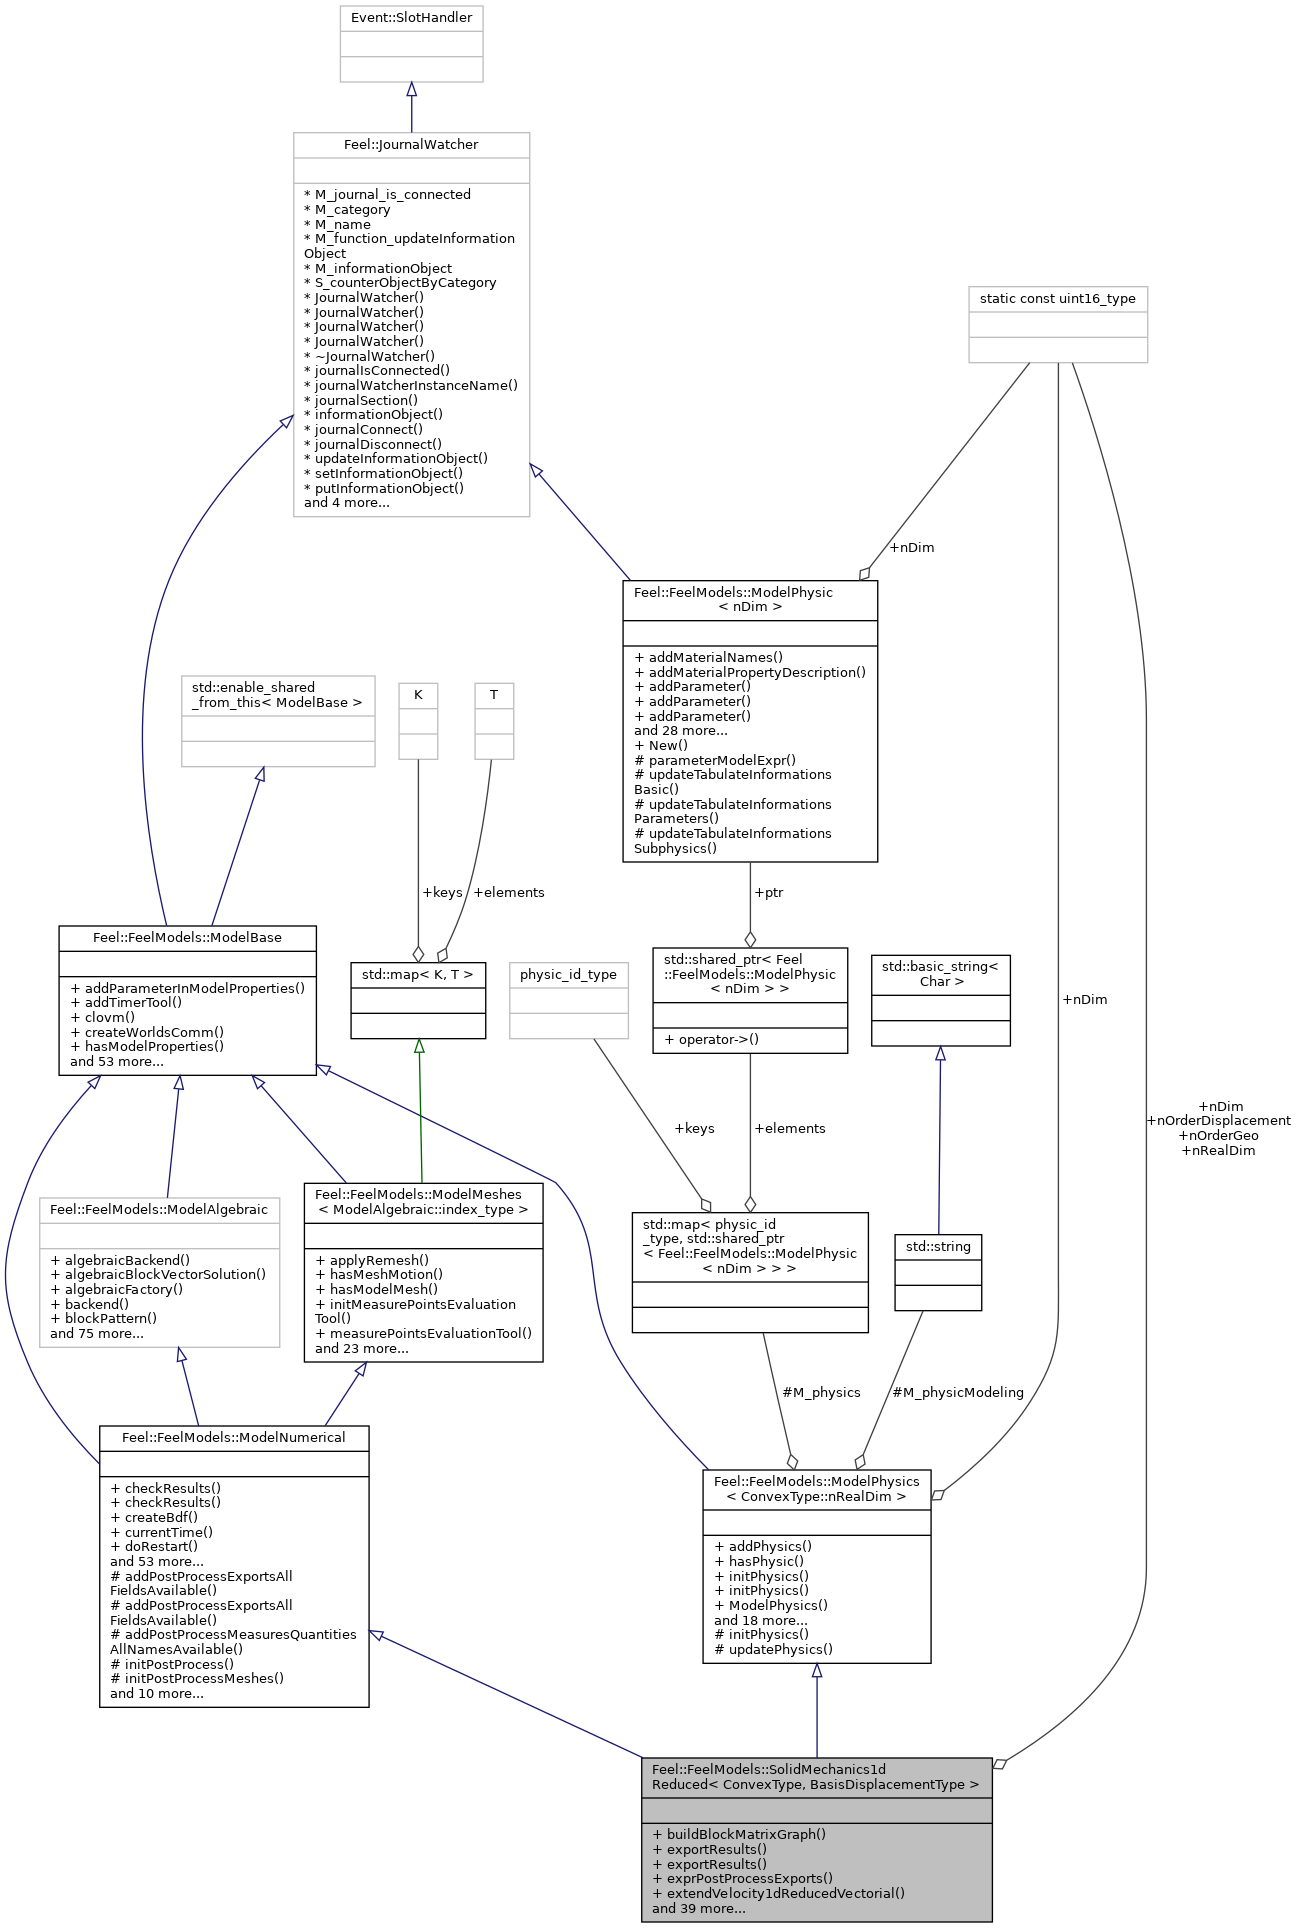 Event::SlotHandler
Feel::JournalWatcher
* M_journal_is_connected
* M_category
* M_name
* M_function_updateInformation
Object
* M_informationObject
* S_counterObjectByCategory
* JournalWatcher()
* JournalWatcher()
* JournalWatcher()
* JournalWatcher()
* ~JournalWatcher()
* journalIsConnected()
* journalWatcherInstanceName()
* journalSection()
* informationObject()
* journalConnect()
* journalDisconnect()
* updateInformationObject()
* setInformationObject()
* putInformationObject()
and 4 more...
static const uint16_type
+nDim
Feel::FeelModels::ModelPhysic
< nDim >
+ addMaterialNames()
+ addMaterialPropertyDescription()
+ addParameter()
+ addParameter()
+ addParameter()
and 28 more...
+ New()
# parameterModelExpr()
# updateTabulateInformations
Basic()
# updateTabulateInformations
Parameters()
# updateTabulateInformations
Subphysics()
std::enable_shared
_from_this< ModelBase >
K
T
+keys
+elements
+ptr
Feel::FeelModels::ModelBase
+ addParameterInModelProperties()
+ addTimerTool()
+ clovm()
+ createWorldsComm()
+ hasModelProperties()
and 53 more...
std::map< K, T >
physic_id_type
std::shared_ptr< Feel
::FeelModels::ModelPhysic
< nDim > >
+ operator->()
std::basic_string<
Char >
+nDim
+keys
+elements
+nDim
+nOrderDisplacement
+nOrderGeo
+nRealDim
Feel::FeelModels::ModelAlgebraic
+ algebraicBackend()
+ algebraicBlockVectorSolution()
+ algebraicFactory()
+ backend()
+ blockPattern()
and 75 more...
Feel::FeelModels::ModelMeshes
< ModelAlgebraic::index_type >
+ applyRemesh()
+ hasMeshMotion()
+ hasModelMesh()
+ initMeasurePointsEvaluation
Tool()
+ measurePointsEvaluationTool()
and 23 more...
std::map< physic_id
_type, std::shared_ptr
< Feel::FeelModels::ModelPhysic
< nDim > > >
std::string
#M_physics
#M_physicModeling
Feel::FeelModels::ModelNumerical
+ checkResults()
+ checkResults()
+ createBdf()
+ currentTime()
+ doRestart()
and 53 more...
# addPostProcessExportsAll
FieldsAvailable()
# addPostProcessExportsAll
FieldsAvailable()
# addPostProcessMeasuresQuantities
AllNamesAvailable()
# initPostProcess()
# initPostProcessMeshes()
and 10 more...
Feel::FeelModels::ModelPhysics
< ConvexType::nRealDim >
+ addPhysics()
+ hasPhysic()
+ initPhysics()
+ initPhysics()
+ ModelPhysics()
and 18 more...
# initPhysics()
# updatePhysics()
Feel::FeelModels::SolidMechanics1d
Reduced< ConvexType, BasisDisplacementType >
+ buildBlockMatrixGraph()
+ exportResults()
+ exportResults()
+ exprPostProcessExports()
+ extendVelocity1dReducedVectorial()
and 39 more...